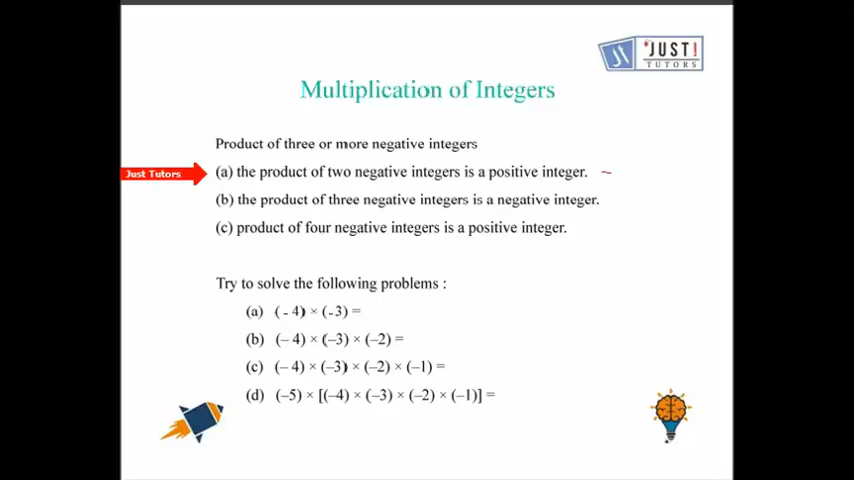 JUST!
TUTORS
Multiplication of Integers
Product of three or more negative integers
Just Tutors
(a) the product of two negative integers is a positive integer.
(b) the product of three negative integers is a negative integer.
(c) product of four negative integers is a positive integer.
Try to solve the following problems :
(a) (- 4) × (-3) =
(b) (– 4) × (–3) × (–2) =
(c) (– 4) × (–3) × (–2) × (–1) =
(d) (–5) × [(–4) × (–3) × (–2) × (–1)] =